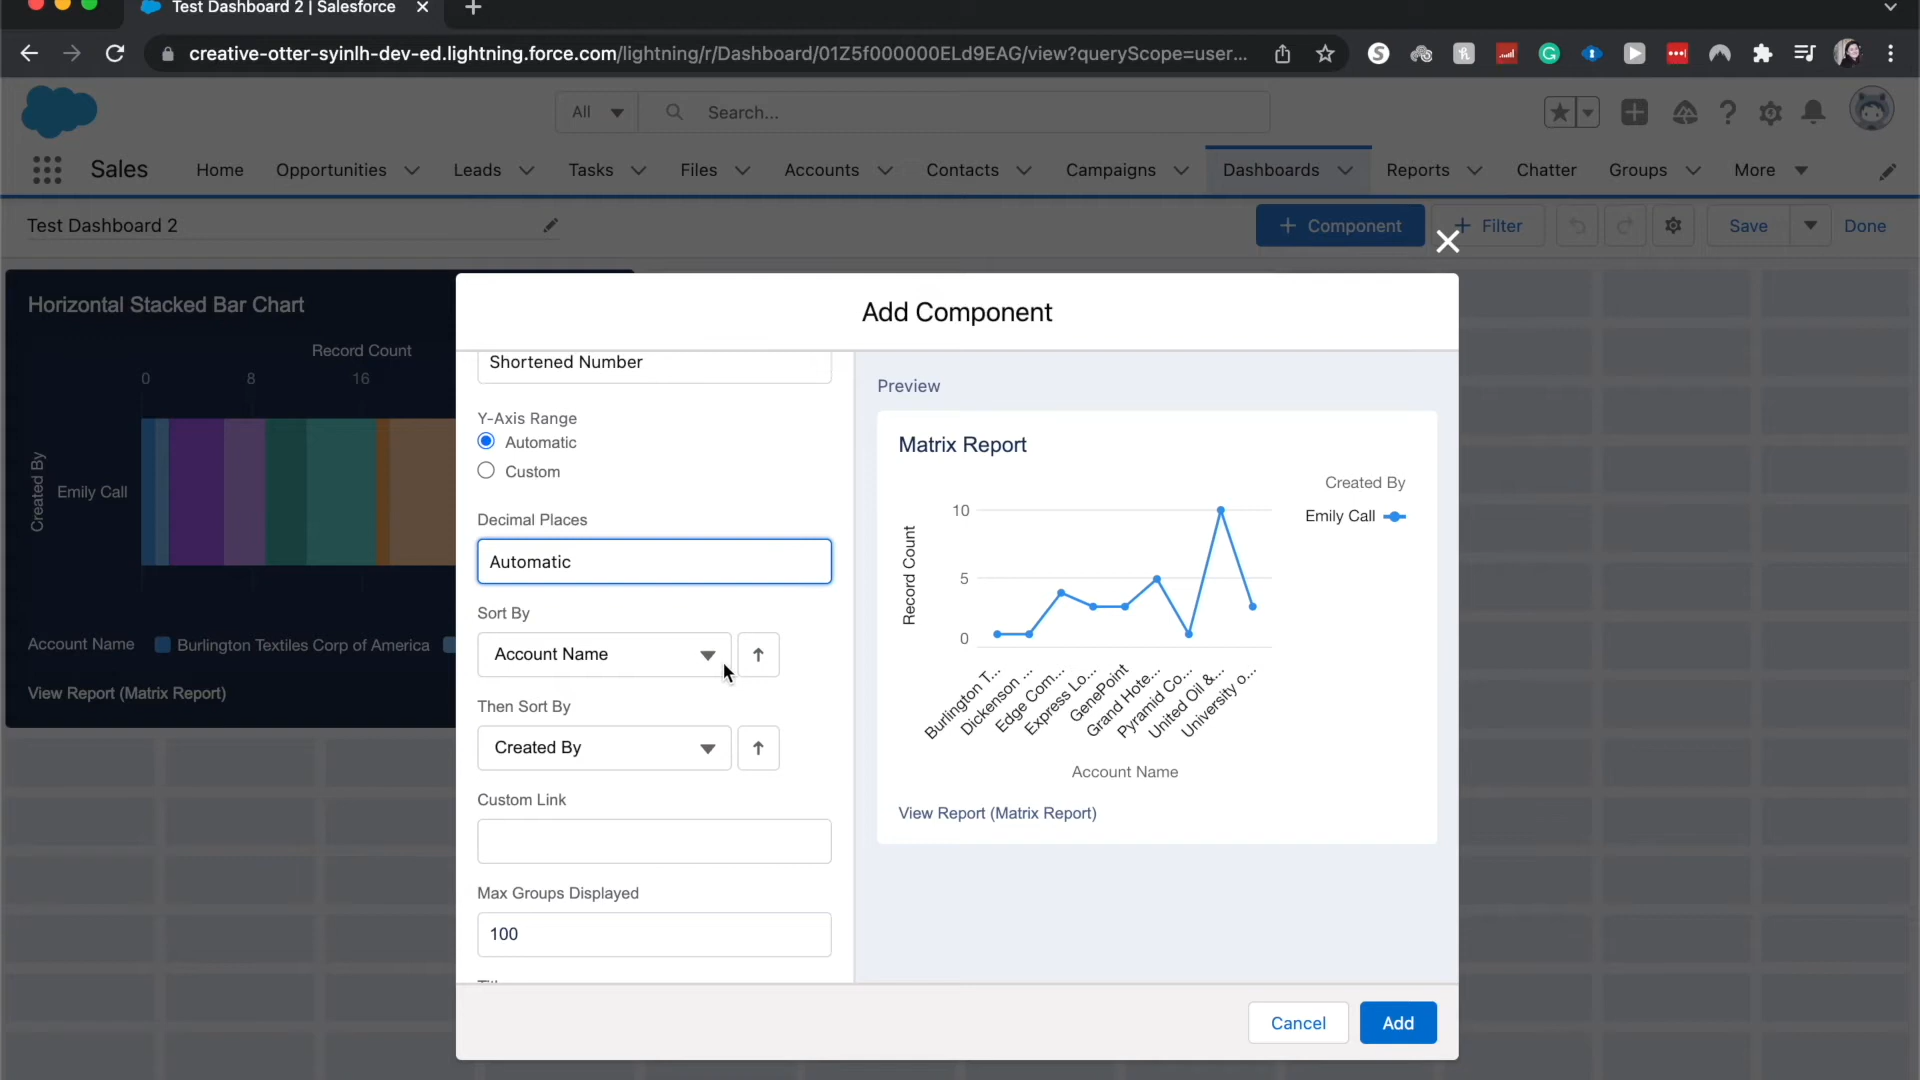 Test Dashboard 2 | Salesforce
creative-otter-syinlh-dev-ed.lightning.force.com/lightning/r/Dashboard/01Z5f000000ELd9EAG/view?queryScope=user...
All
Search...
Sales
Home
Opportunities
Leads
Tasks
Files
Accounts
Contacts
Campaigns
Dashboards
Reports
Chatter
Groups
More
Test Dashboard 2
+ Component
+ Filter
Save
Done
Horizontal Stacked Bar Chart
Record Count
0 8 16
Created By
Emily Call
Account Name
Burlington Textiles Corp of America
View Report (Matrix Report)
Add Component
Shortened Number
Y-Axis Range
Automatic
Custom
Decimal Places
Automatic
Sort By
Account Name
Then Sort By
Created By
Custom Link
Max Groups Displayed
100
Preview
Matrix Report
Created By
Emily Call
Record Count
10
5
0
Burlington T...
Dickenson ...
Edge Com...
Express Lo...
GenePoint
Grand Hote...
Pyramid Co...
United Oil &...
University o...
Account Name
View Report (Matrix Report)
Cancel
Add